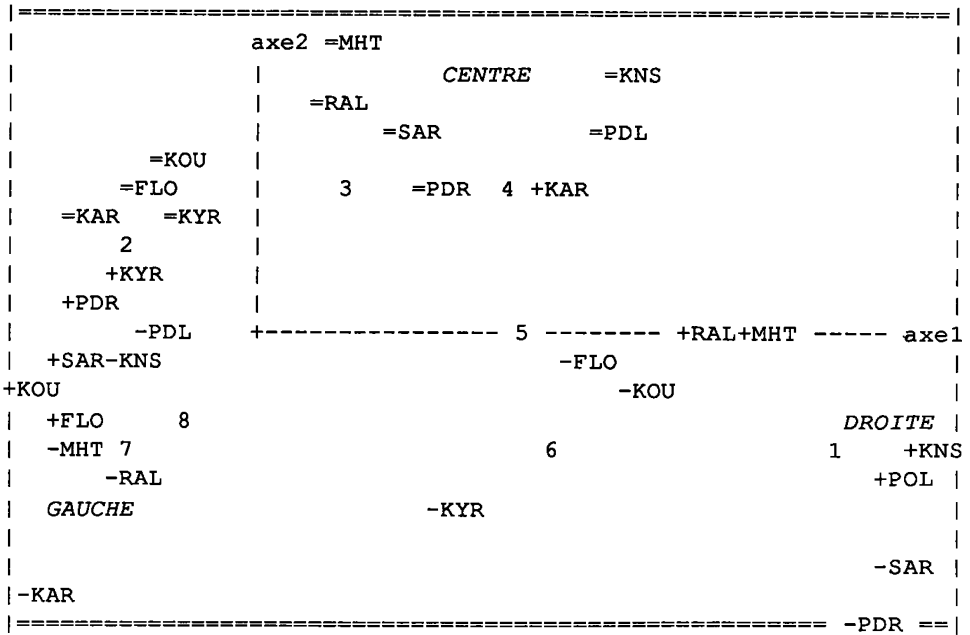 |================================================================|
| axe2 =MHT |
| | CENTRE =KNS |
| | =RAL |
| | =SAR =PDL |
| =KOU | |
| =FLO | 3 =PDR 4 +KAR |
| =KAR =KYR | |
| 2 | |
| +KYR | |
| +PDR | |
| -PDL +---------------- 5 -------- +RAL+MHT ----- axe1
| +SAR-KNS -FLO |
+KOU -KOU |
| +FLO 8 DROITE |
| -MHT 7 6 1 +KNS
| -RAL +POL |
| GAUCHE -KYR |
| |
| -SAR |
|-KAR |
|======================================================== -PDR ==|